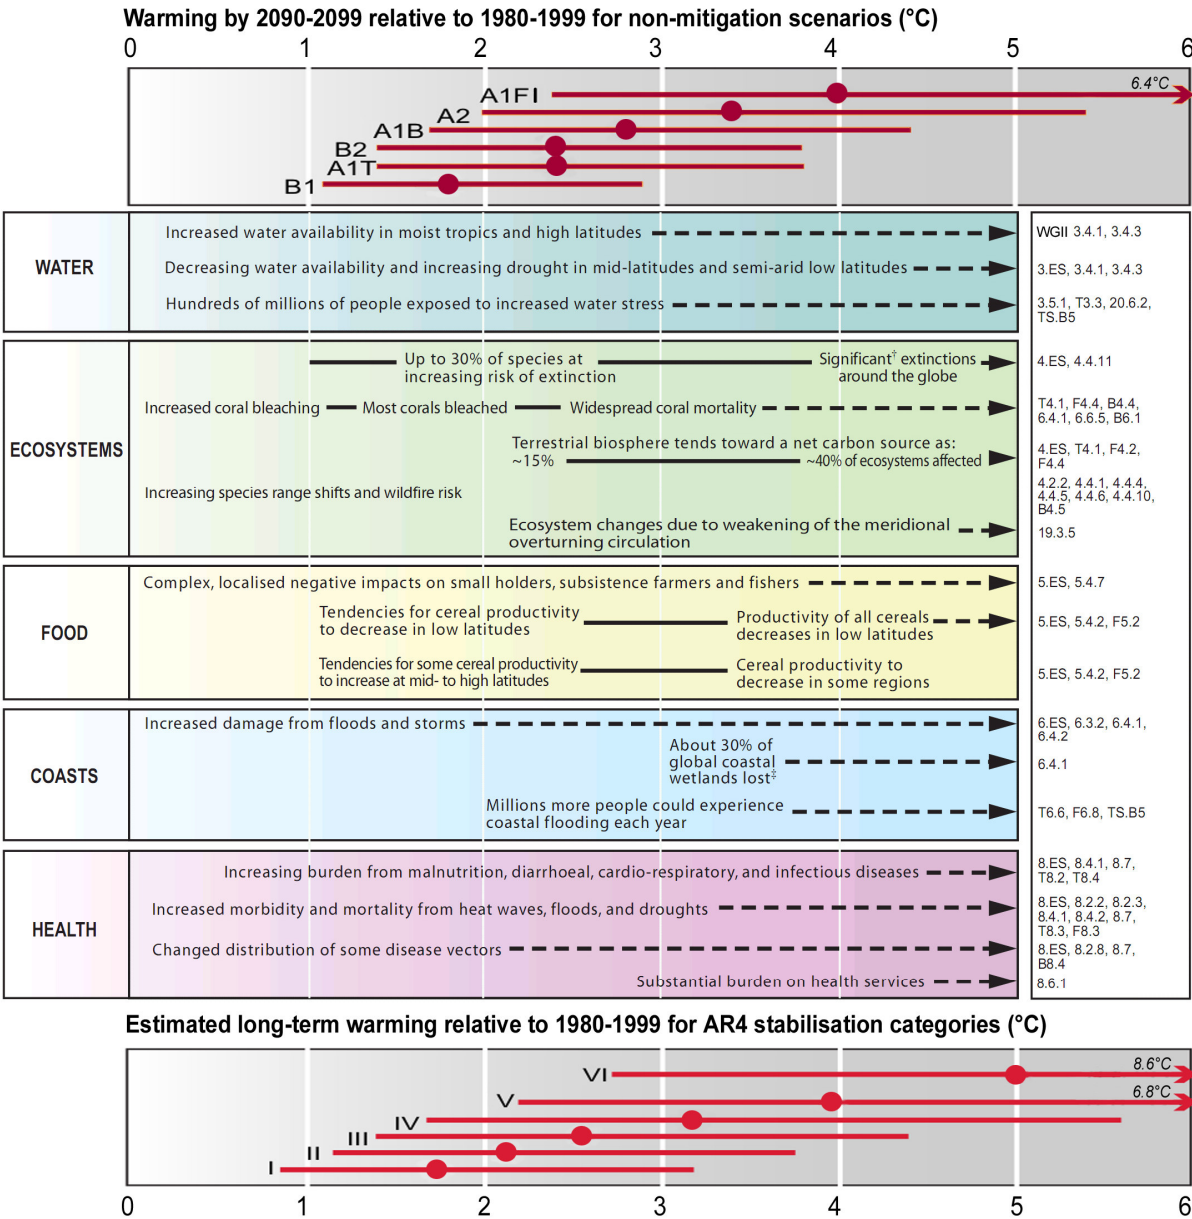 Warming by 2090-2099 relative to 1980-1999 for non-mitigation scenarios (°C)
0 1 2 3 4 5 6
6.4°C
A1FI
A2
A1B
B2
A1T
B1
WATER
Increased water availability in moist tropics and high latitudes
WGII 3.4.1, 3.4.3
Decreasing water availability and increasing drought in mid-latitudes and semi-arid low latitudes
3.ES, 3.4.1, 3.4.3
Hundreds of millions of people exposed to increased water stress
3.5.1, T3.3, 20.6.2,
TS.B5
ECOSYSTEMS
Up to 30% of species at
increasing risk of extinction
Significant† extinctions
around the globe
4.ES, 4.4.11
Increased coral bleaching
Most corals bleached
Widespread coral mortality
T4.1, F4.4, B4.4,
6.4.1, 6.6.5, B6.1
Terrestrial biosphere tends toward a net carbon source as:
~15%
~40% of ecosystems affected
4.ES, T4.1, F4.2,
F4.4
Increasing species range shifts and wildfire risk
4.2.2, 4.4.1, 4.4.4,
4.4.5, 4.4.6, 4.4.10,
B4.5
Ecosystem changes due to weakening of the meridional
overturning circulation
19.3.5
FOOD
Complex, localised negative impacts on small holders, subsistence farmers and fishers
5.ES, 5.4.7
Tendencies for cereal productivity
to decrease in low latitudes
Productivity of all cereals
decreases in low latitudes
5.ES, 5.4.2, F5.2
Tendencies for some cereal productivity
to increase at mid- to high latitudes
Cereal productivity to
decrease in some regions
5.ES, 5.4.2, F5.2
COASTS
Increased damage from floods and storms
6.ES, 6.3.2, 6.4.1,
6.4.2
About 30% of
global coastal
wetlands lost‡
6.4.1
Millions more people could experience
coastal flooding each year
T6.6, F6.8, TS.B5
HEALTH
Increasing burden from malnutrition, diarrhoeal, cardio-respiratory, and infectious diseases
8.ES, 8.4.1, 8.7,
T8.2, T8.4
Increased morbidity and mortality from heat waves, floods, and droughts
8.ES, 8.2.2, 8.2.3,
8.4.1, 8.4.2, 8.7,
T8.3, F8.3
Changed distribution of some disease vectors
8.ES, 8.2.8, 8.7,
B8.4
Substantial burden on health services
8.6.1
Estimated long-term warming relative to 1980-1999 for AR4 stabilisation categories (°C)
8.6°C
VI
6.8°C
V
IV
III
II
I
0 1 2 3 4 5 6